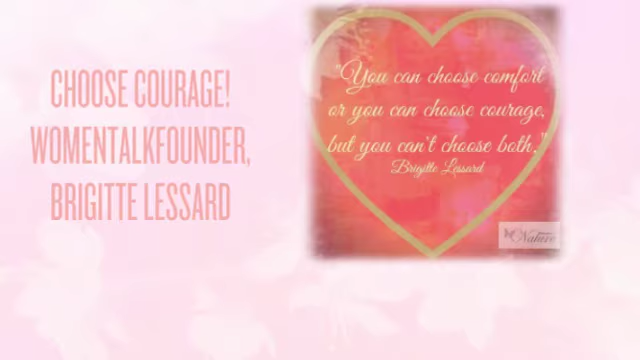 CHOOSE COURAGE!
WOMENTALKFOUNDER,
BRIGITTE LESSARD
"You can choose comfort
or you can choose courage,
but you can't choose both."
Brigitte Lessard
Nature